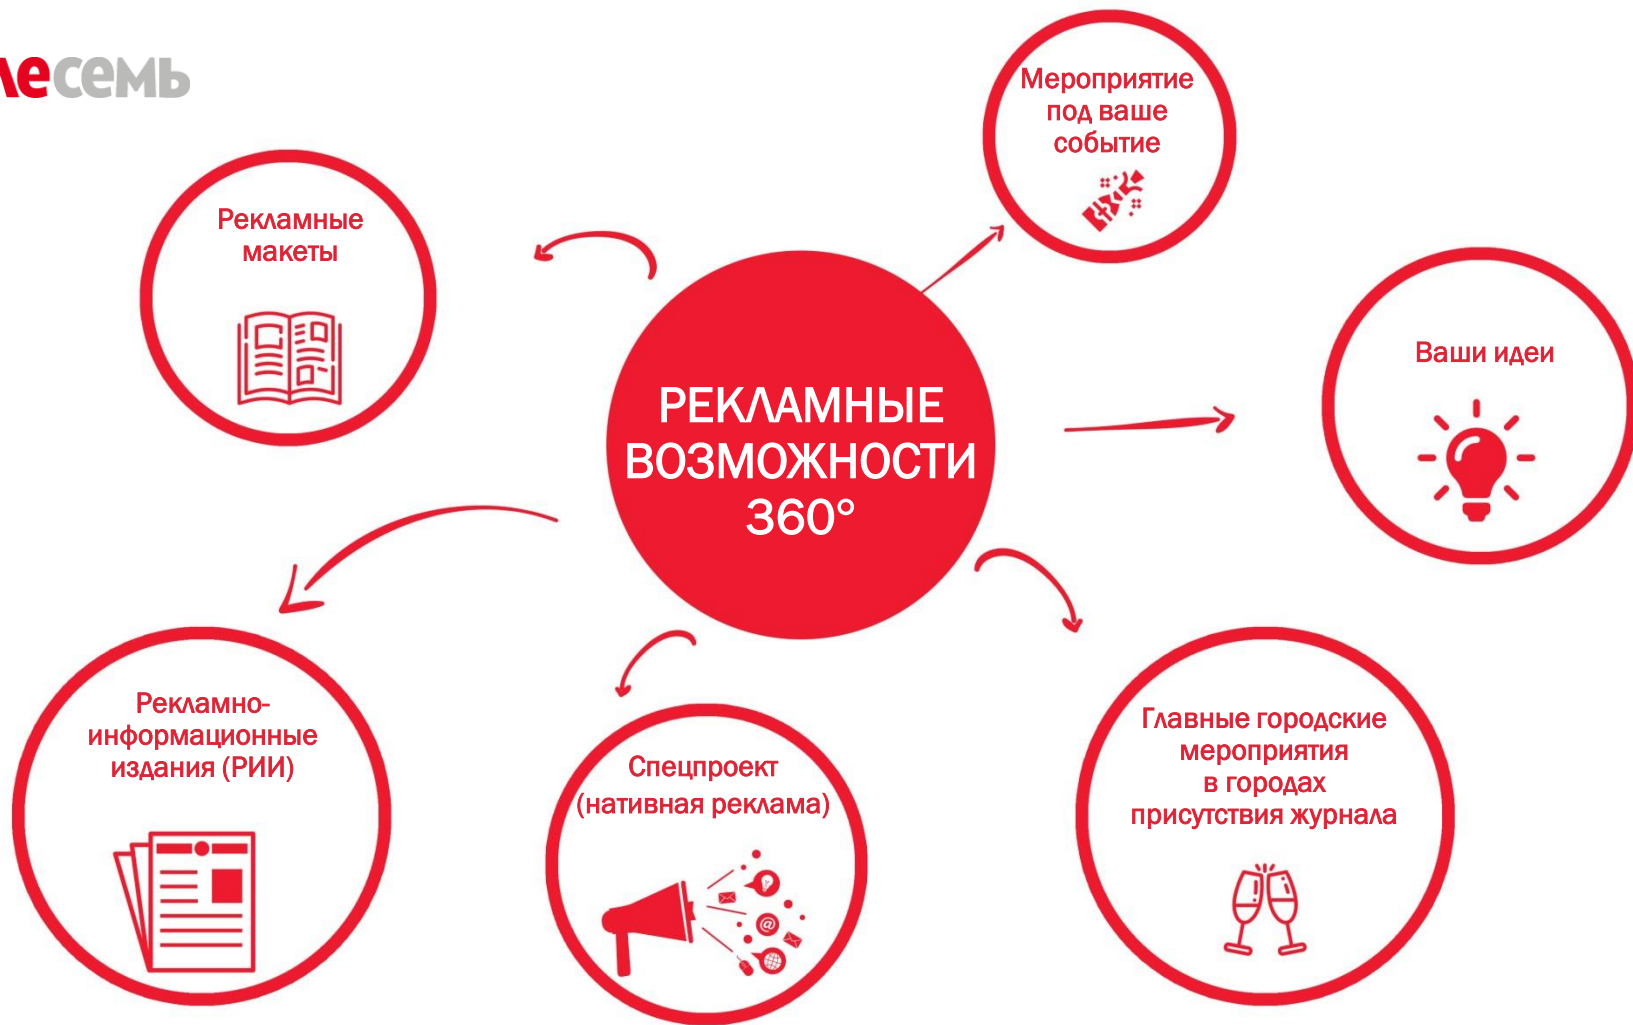 лесемь
Мероприятие
под ваше
событие
Рекламные
макеты
Ваши идеи
РЕКЛАМНЫЕ
ВОЗМОЖНОСТИ
360°
Рекламно-
информационные
издания (РИИ)
Спецпроект
(нативная реклама)
Главные городские
мероприятия
в городах
присутствия журнала